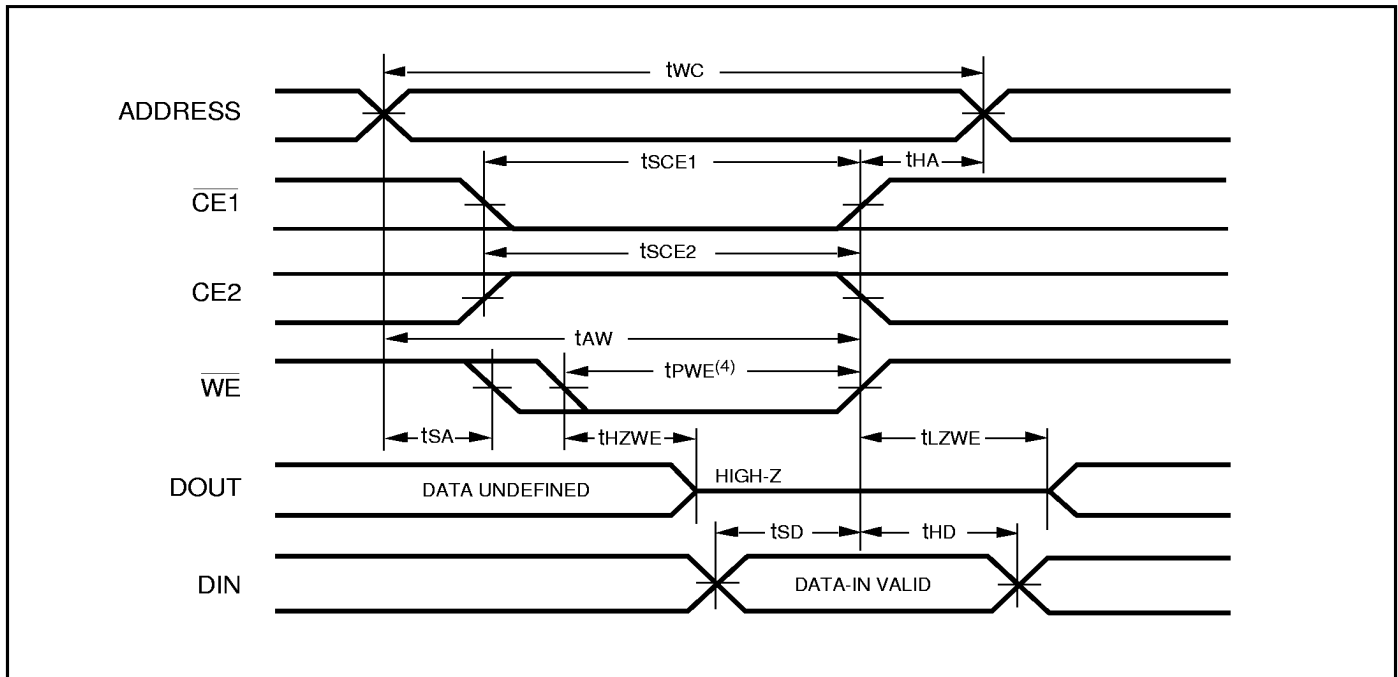 tWC
ADDRESS
tSCE1
tHA
CE1
tSCE2
CE2
tAW
tPWE(4)
WE
tSA
tHZWE
tLZWE
DOUT
DATA UNDEFINED
HIGH-Z
tSD
tHD
DIN
DATA-IN VALID